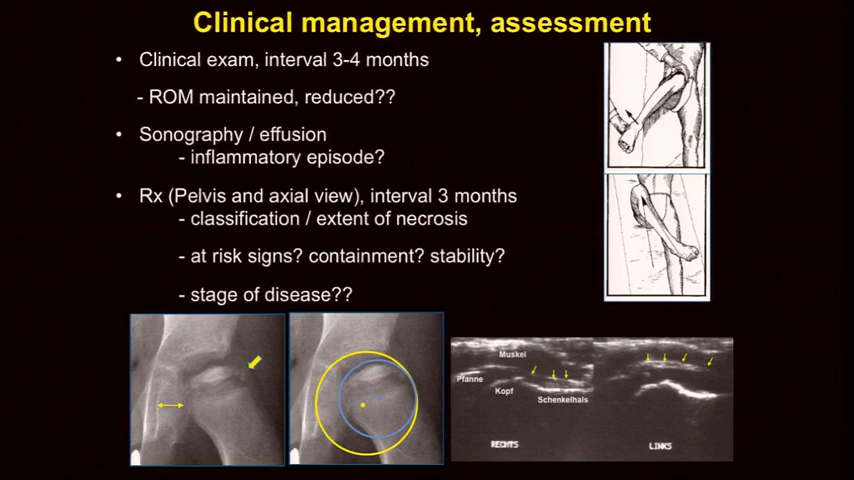 Clinical management, assessment
• Clinical exam, interval 3-4 months
- ROM maintained, reduced??
• Sonography / effusion
- inflammatory episode?
• Rx (Pelvis and axial view), interval 3 months
- classification / extent of necrosis
- at risk signs? containment? stability?
- stage of disease??
Muskel
Pfanne
Kopf
Schenkelhals
RECHTS
LINKS